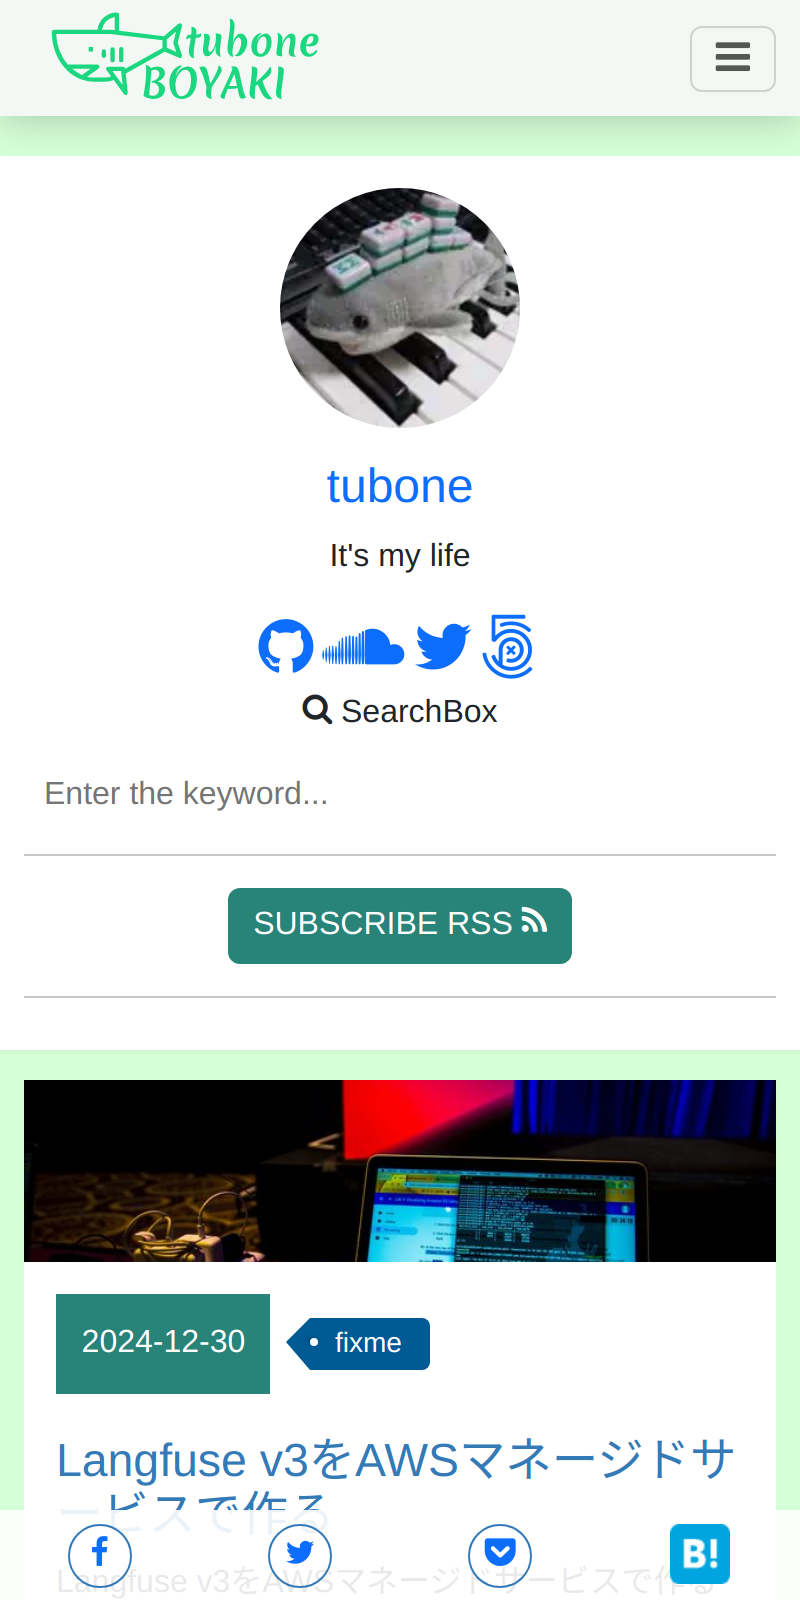 tubone
BOYAKI
tubone
It's my life
SearchBox
Enter the keyword...
SUBSCRIBE RSS
2024-12-30
fixme
Langfuse v3をAWSマネージドサ
ービスで作る
Langfuse v3をAWSマネージドサービスで作る
B!